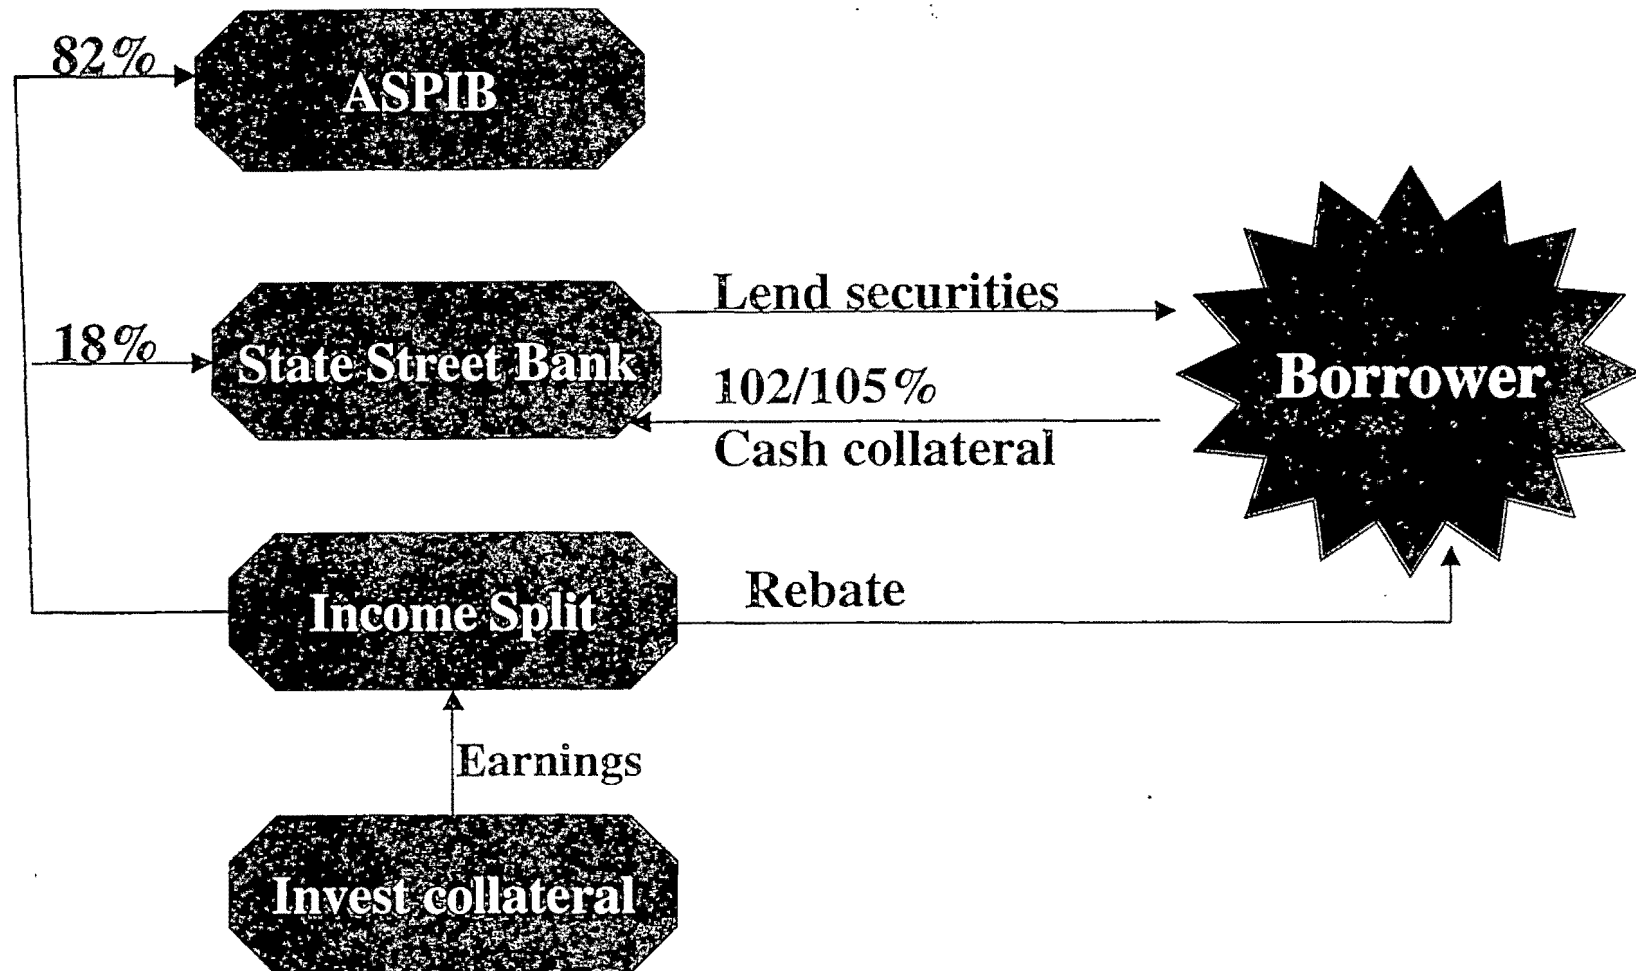 82%
ASPIB
Lend securities
18%
State Street Bank
102/105%
Borrower
Cash collateral
Income Split
Rebate
Earnings
Invest collateral